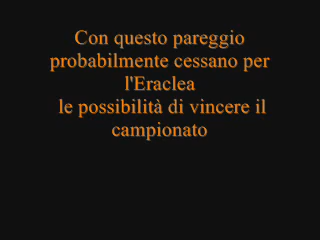 Con questo pareggio
probabilmente cessano per
l'Eraclea
le possibilità di vincere il
campionato